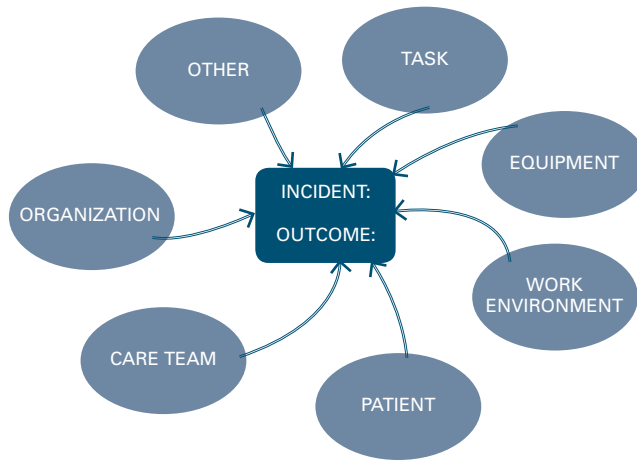 OTHER
TASK
EQUIPMENT
INCIDENT:
OUTCOME:
ORGANIZATION
WORK
ENVIRONMENT
CARE TEAM
PATIENT